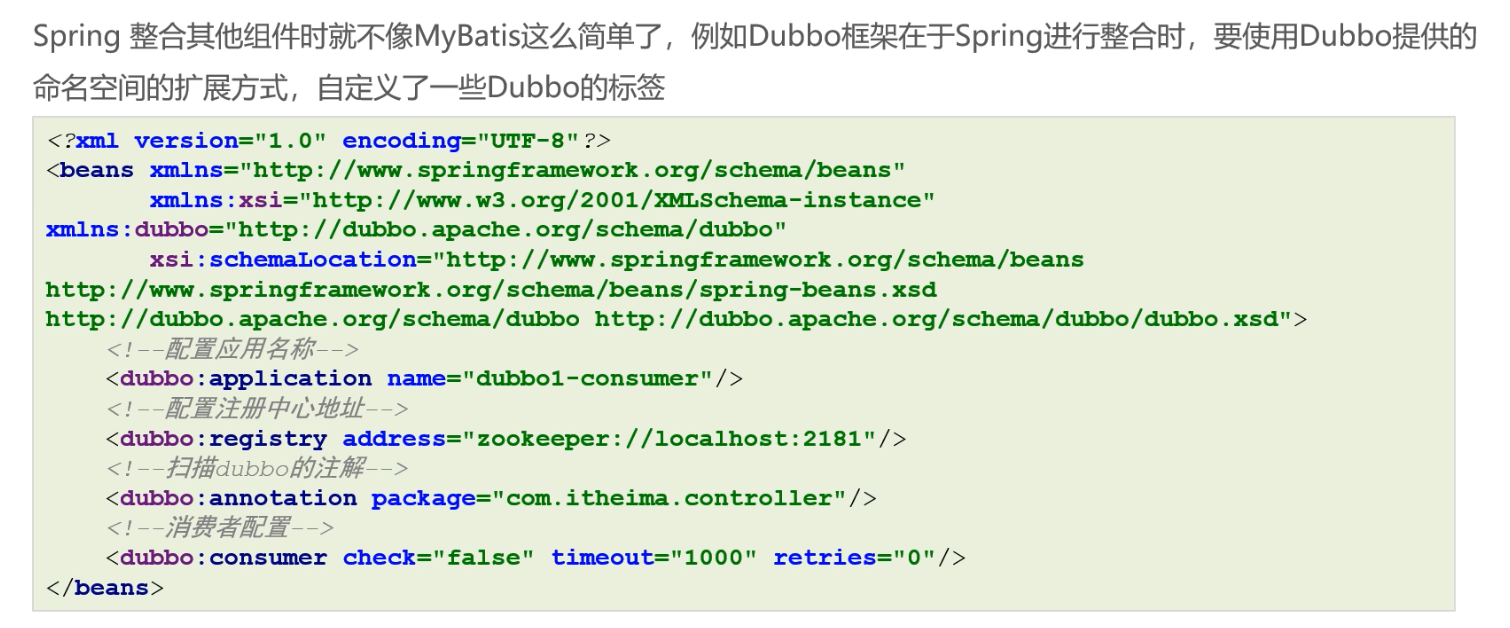 Spring 整合其他组件时就不像MyBatis这么简单了，例如Dubbo框架在于Spring进行整合时，要使用Dubbo提供的
命名空间的扩展方式，自定义了一些Dubbo的标签
<?xml version="1.0" encoding="UTF-8"?>
<beans xmlns="http://www.springframework.org/schema/beans"
       xmlns:xsi="http://www.w3.org/2001/XMLSchema-instance"
xmlns:dubbo="http://dubbo.apache.org/schema/dubbo"
       xsi:schemaLocation="http://www.springframework.org/schema/beans
http://www.springframework.org/schema/beans/spring-beans.xsd
http://dubbo.apache.org/schema/dubbo http://dubbo.apache.org/schema/dubbo/dubbo.xsd">
    <!--配置应用名称-->
    <dubbo:application name="dubbo1-consumer"/>
    <!--配置注册中心地址-->
    <dubbo:registry address="zookeeper://localhost:2181"/>
    <!--扫描dubbo的注解-->
    <dubbo:annotation package="com.itheima.controller"/>
    <!--消费者配置-->
    <dubbo:consumer check="false" timeout="1000" retries="0"/>
</beans>